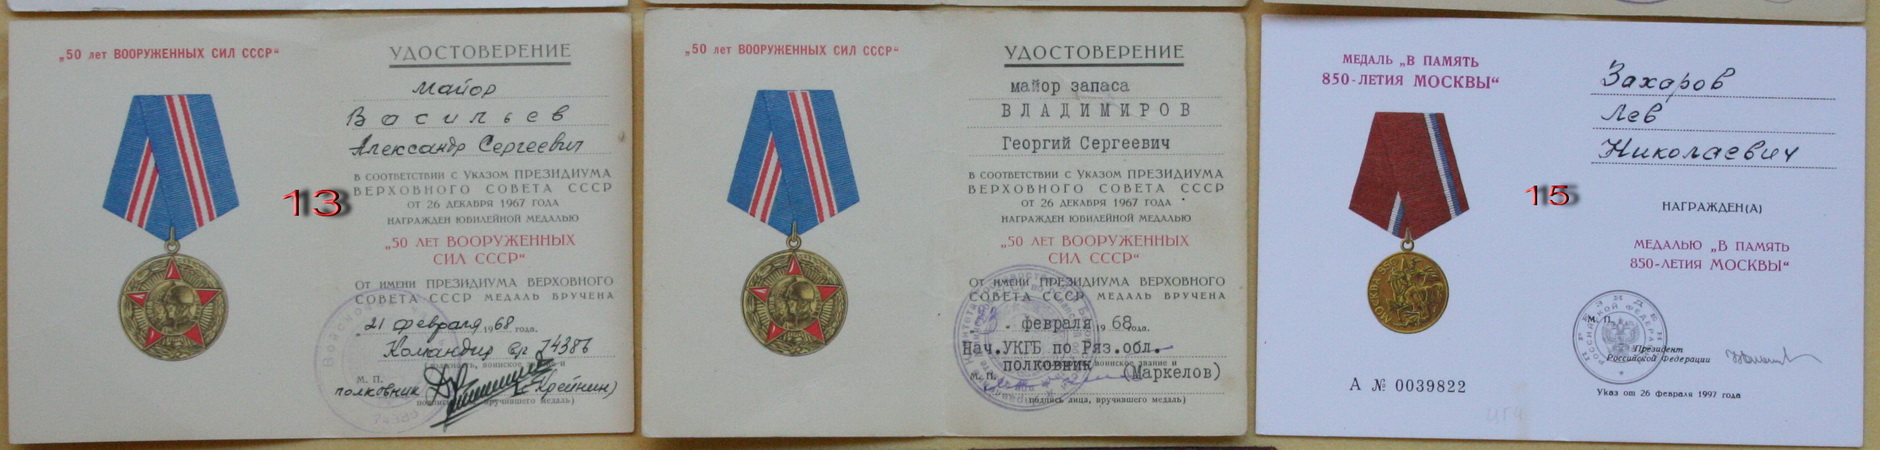 „50 лет ВООРУЖЕННЫХ СИЛ СССР“
УДОСТОВЕРЕНИЕ
Майор
Васильев
Александр Сергеевич
В СООТВЕТСТВИИ С УКАЗОМ ПРЕЗИДИУМА
ВЕРХОВНОГО СОВЕТА СССР
ОТ 26 ДЕКАБРЯ 1967 ГОДА
НАГРАЖДЕН ЮБИЛЕЙНОЙ МЕДАЛЬЮ
„50 ЛЕТ ВООРУЖЕННЫХ
СИЛ СССР“
ОТ ИМЕНИ ПРЕЗИДИУМА ВЕРХОВНОГО
СОВЕТА СССР МЕДАЛЬ ВРУЧЕНА
21 февраля 1968 года.
Командир 74386
М. П.
полковник
13
„50 лет ВООРУЖЕННЫХ СИЛ СССР“
УДОСТОВЕРЕНИЕ
майор запаса
ВЛАДИМИРОВ
Георгий Сергеевич
В СООТВЕТСТВИИ С УКАЗОМ ПРЕЗИДИУМА
ВЕРХОВНОГО СОВЕТА СССР
ОТ 26 ДЕКАБРЯ 1967 ГОДА
НАГРАЖДЕН ЮБИЛЕЙНОЙ МЕДАЛЬЮ
„50 ЛЕТ ВООРУЖЕННЫХ
СИЛ СССР“
ОТ ИМЕНИ ПРЕЗИДИУМА ВЕРХОВНОГО
СОВЕТА СССР МЕДАЛЬ ВРУЧЕНА
февраля 1968 года.
Нач.УКГБ по Ряз.обл.
полковник
М. П. (Маркелов)
(подпись лица, вручившего медаль)
МЕДАЛЬ „В ПАМЯТЬ
850-ЛЕТИЯ МОСКВЫ“
А № 0039822
15
Захаров
Лев
Николаевич
НАГРАЖДЕН(А)
МЕДАЛЬЮ „В ПАМЯТЬ
850-ЛЕТИЯ МОСКВЫ“
М. П.
Президент
Российской Федерации
Указ от 26 февраля 1997 года